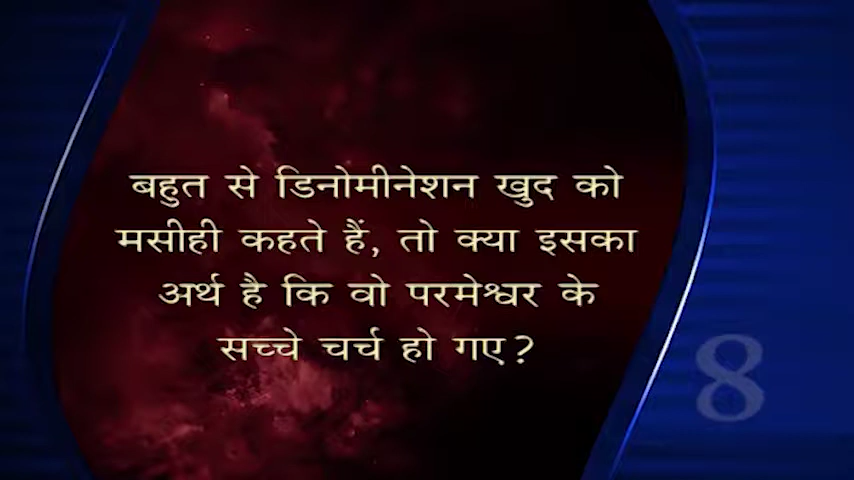 बहुत से डिनोमीनेशन खुद को
मसीही कहते हैं, तो क्या इसका
अर्थ है कि वो परमेश्वर के
सच्चे चर्च हो गए?
8